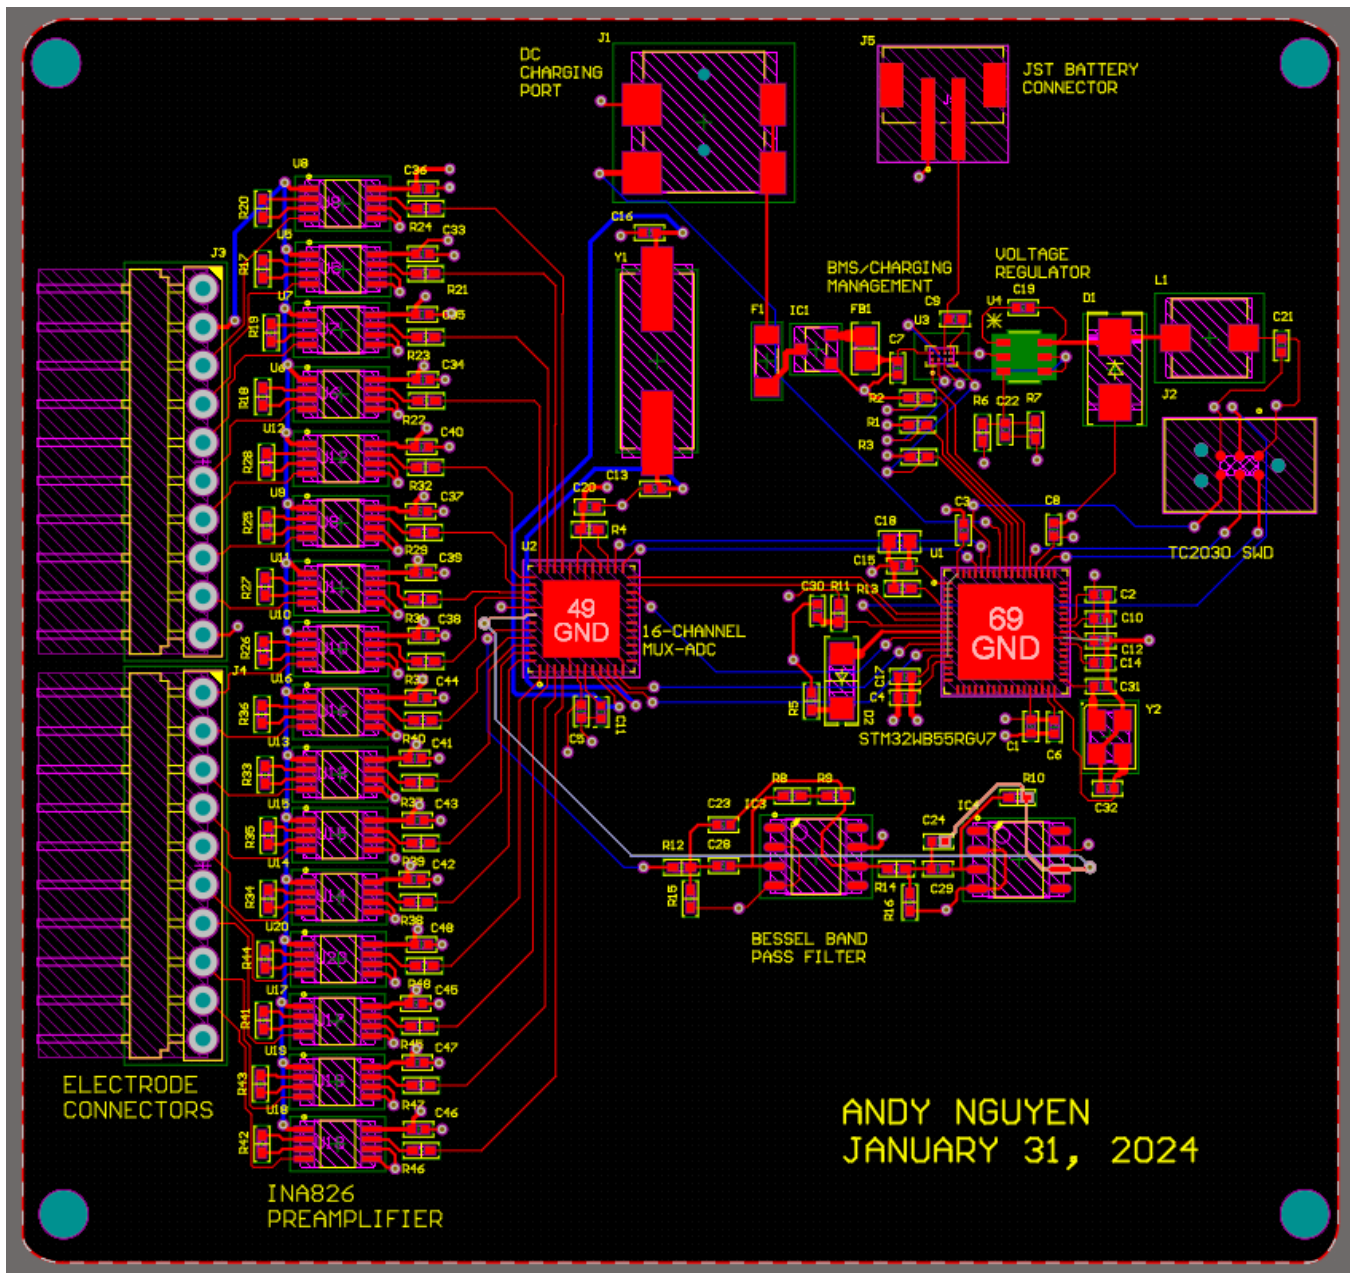 DC
CHARGING
PORT
J1
J5
JST BATTERY
CONNECTOR
U8
C36
R20
R24
C16
J3
U5
C33
R17
R21
Y1
BMS/CHARGING
MANAGEMENT
VOLTAGE
REGULATOR
U7
C35
R19
R23
F1
IC1
FB1
C9
U3
U4
C19
D1
L1
C21
U6
C34
R18
R22
C7
R2
R1
R3
R6
C22
R7
J2
U12
C40
R28
R32
C13
U9
C37
R25
R29
C20
R4
C18
C3
C8
TC2030 SWD
U11
C39
R27
U2
C15
R13
U1
U10
C38
R26
49
GND
16-CHANNEL
MUX-ADC
C30
R11
69
GND
C2
C10
C12
C14
J4
U16
C44
R36
R40
C5
C11
R5
D2
C17
C4
C31
Y2
STM32WB55RGV7
C1
C6
C32
U13
C41
R33
U15
C43
R35
R39
R8
R9
IC3
C23
R12
C28
R15
R10
IC4
C24
R14
C29
R16
U14
C42
R34
R38
U20
C48
R44
R48
BESSEL BAND
PASS FILTER
U17
C45
R41
R45
U19
C47
R43
R47
ELECTRODE
CONNECTORS
U18
C46
R42
R46
ANDY NGUYEN
JANUARY 31, 2024
INA826
PREAMPLIFIER